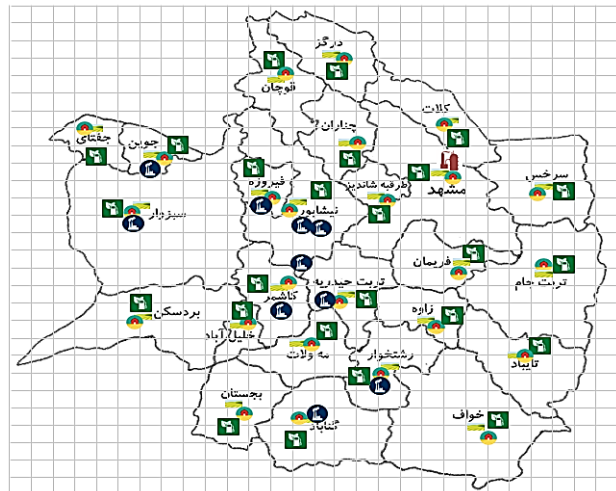 درگز
قوچان
کلات
چناران
جغتای
جوین
سرخس
مشهد
طرقبه شاندیز
فیروزه
نیشابور
سبزوار
فریمان
تربت جام
تربت حیدریه
کاشمر
بردسکن
زاوه
خلیل آباد
مه ولات
رشتخوار
تایباد
بجستان
خواف
گناباد